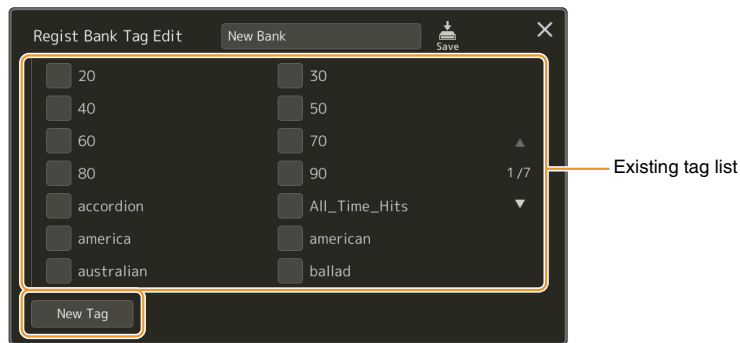 Regist Bank Tag Edit New Bank Save
20 30
40 50
60 70
80 90 1/7
accordion All_Time_Hits
america american
australian ballad
New Tag
Existing tag list